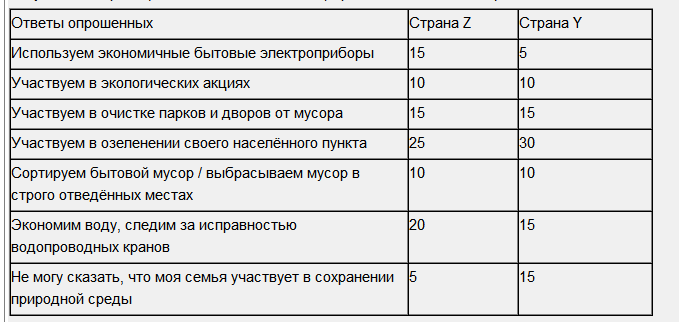 Ответы опрошенных Страна Z Страна Y
Используем экономичные бытовые электроприборы 15 5
Участвуем в экологических акциях 10 10
Участвуем в очистке парков и дворов от мусора 15 15
Участвуем в озеленении своего населённого пункта 25 30
Сортируем бытовой мусор / выбрасываем мусор в 10 10
строго отведённых местах
Экономим воду, следим за исправностью 20 15
водопроводных кранов
Не могу сказать, что моя семья участвует в сохранении 5 15
природной среды